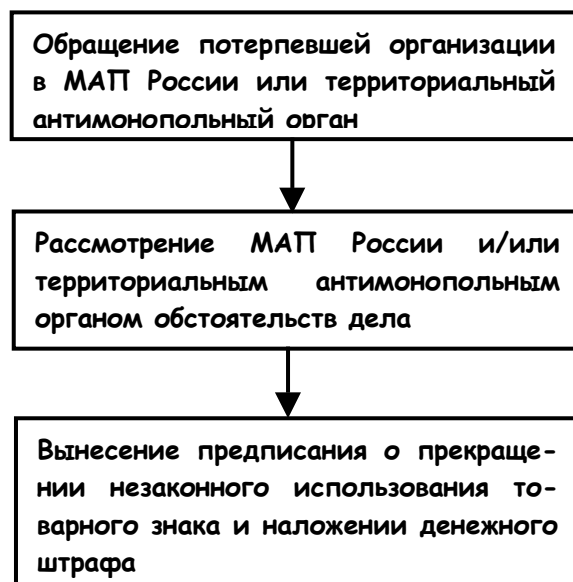 Обращение потерпевшей организации
в МАП России или территориальный
антимонопольный орган
Рассмотрение МАП России и/или
территориальным антимонопольным
органом обстоятельств дела
Вынесение предписания о прекраще-
нии незаконного использования то-
варного знака и наложении денежного
штрафа